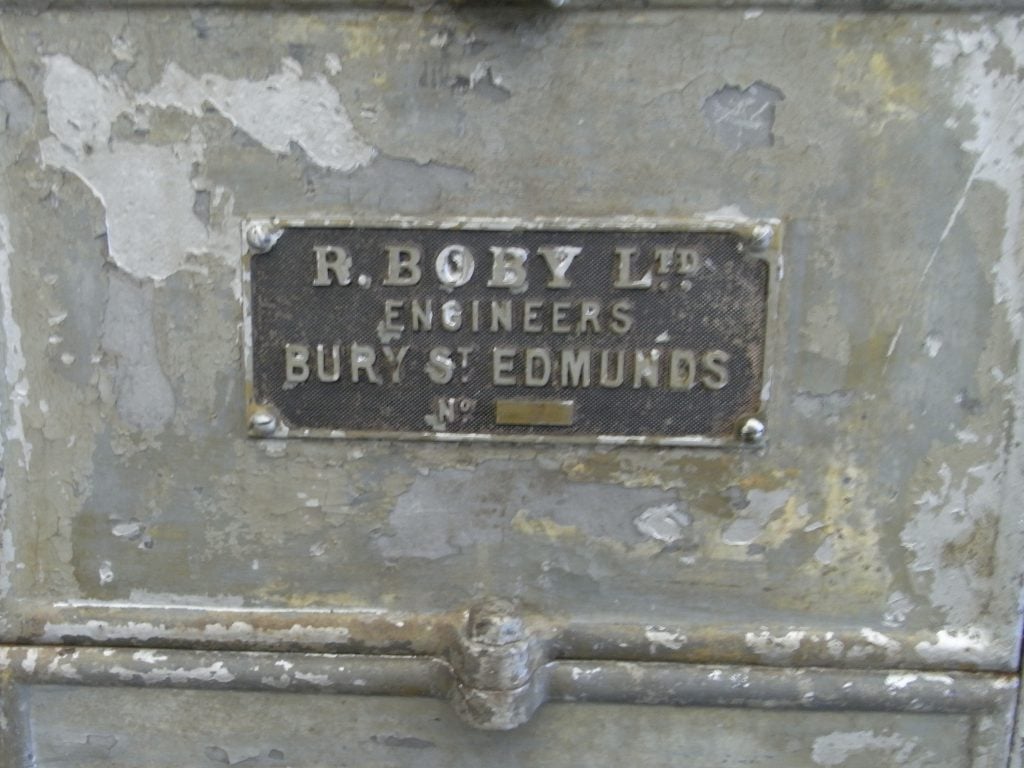 R. BOBY LTD.
ENGINEERS
BURY ST. EDMUNDS
No.